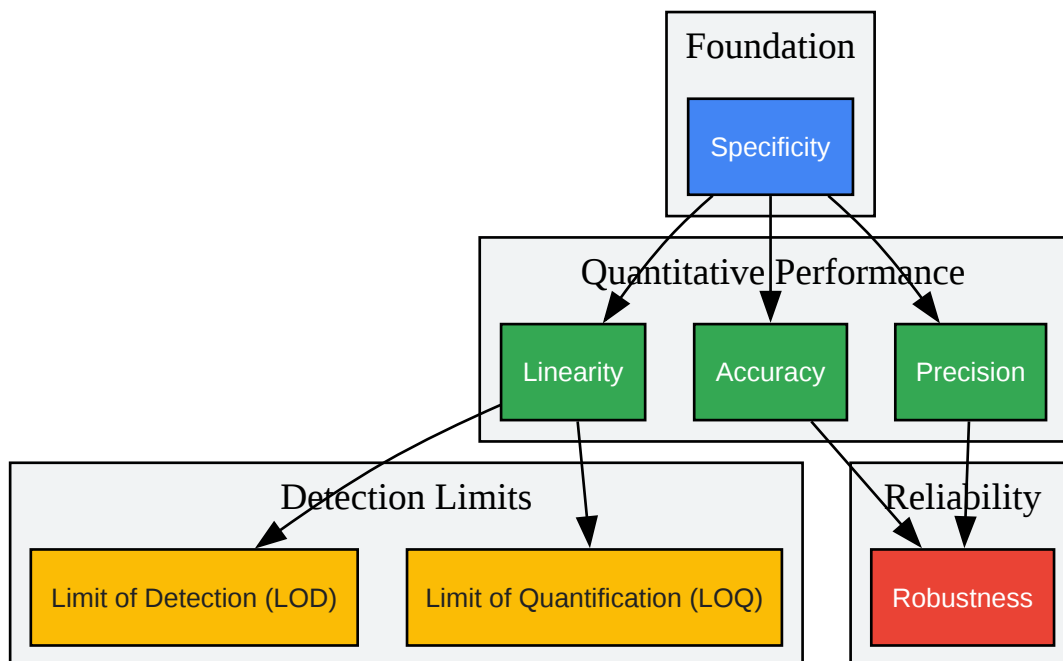 Foundation
Specificity
Quantitative Performance
Linearity
Accuracy
Precision
Detection Limits
Reliability
Limit of Detection (LOD)
Limit of Quantification (LOQ)
Robustness